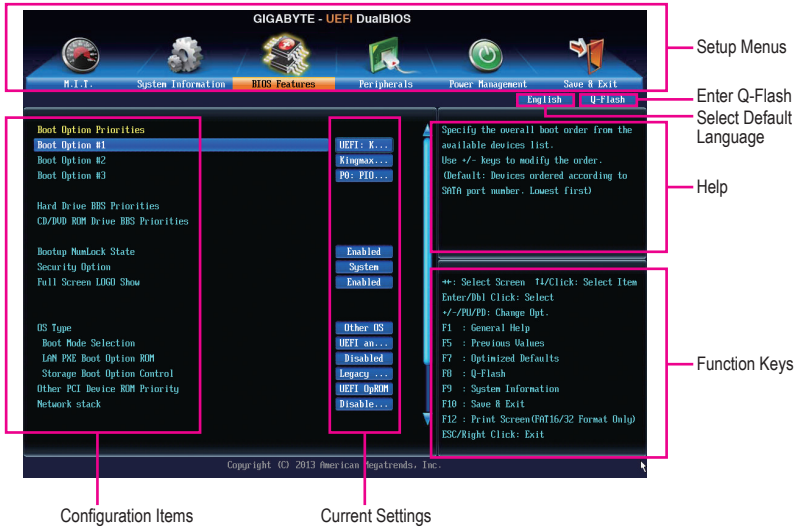 GIGABYTE - UEFI DualBIOS
M.I.T. System Information BIOS Features Peripherals Power Management Save & Exit
Setup Menus
English Q-Flash
Enter Q-Flash
Select Default
Language
Boot Option Priorities
Boot Option #1 UEFI: K...
Boot Option #2 Kingmax...
Boot Option #3 P0: PIO...
Hard Drive BBS Priorities
CD/DVD ROM Drive BBS Priorities
Bootup NumLock State Enabled
Security Option System
Full Screen LOGO Show Enabled
OS Type Other OS
Boot Mode Selection UEFI an...
LAN PXE Boot Option ROM Disabled
Storage Boot Option Control Legacy ...
Other PCI Device ROM Priority UEFI OpROM
Network stack Disable...
Specify the overall boot order from the
available devices list.
Use +/- keys to modify the order.
(Default: Devices ordered according to
SATA port number. Lowest first)
Help
→←: Select Screen ↑↓/Click: Select Item
Enter/Dbl Click: Select
+/-/PU/PD: Change Opt.
F1 : General Help
F5 : Previous Values
F7 : Optimized Defaults
F8 : Q-Flash
F9 : System Information
F10 : Save & Exit
F12 : Print Screen(FAT16/32 Format Only)
ESC/Right Click: Exit
Function Keys
Copyright (C) 2013 American Megatrends, Inc.
Configuration Items
Current Settings